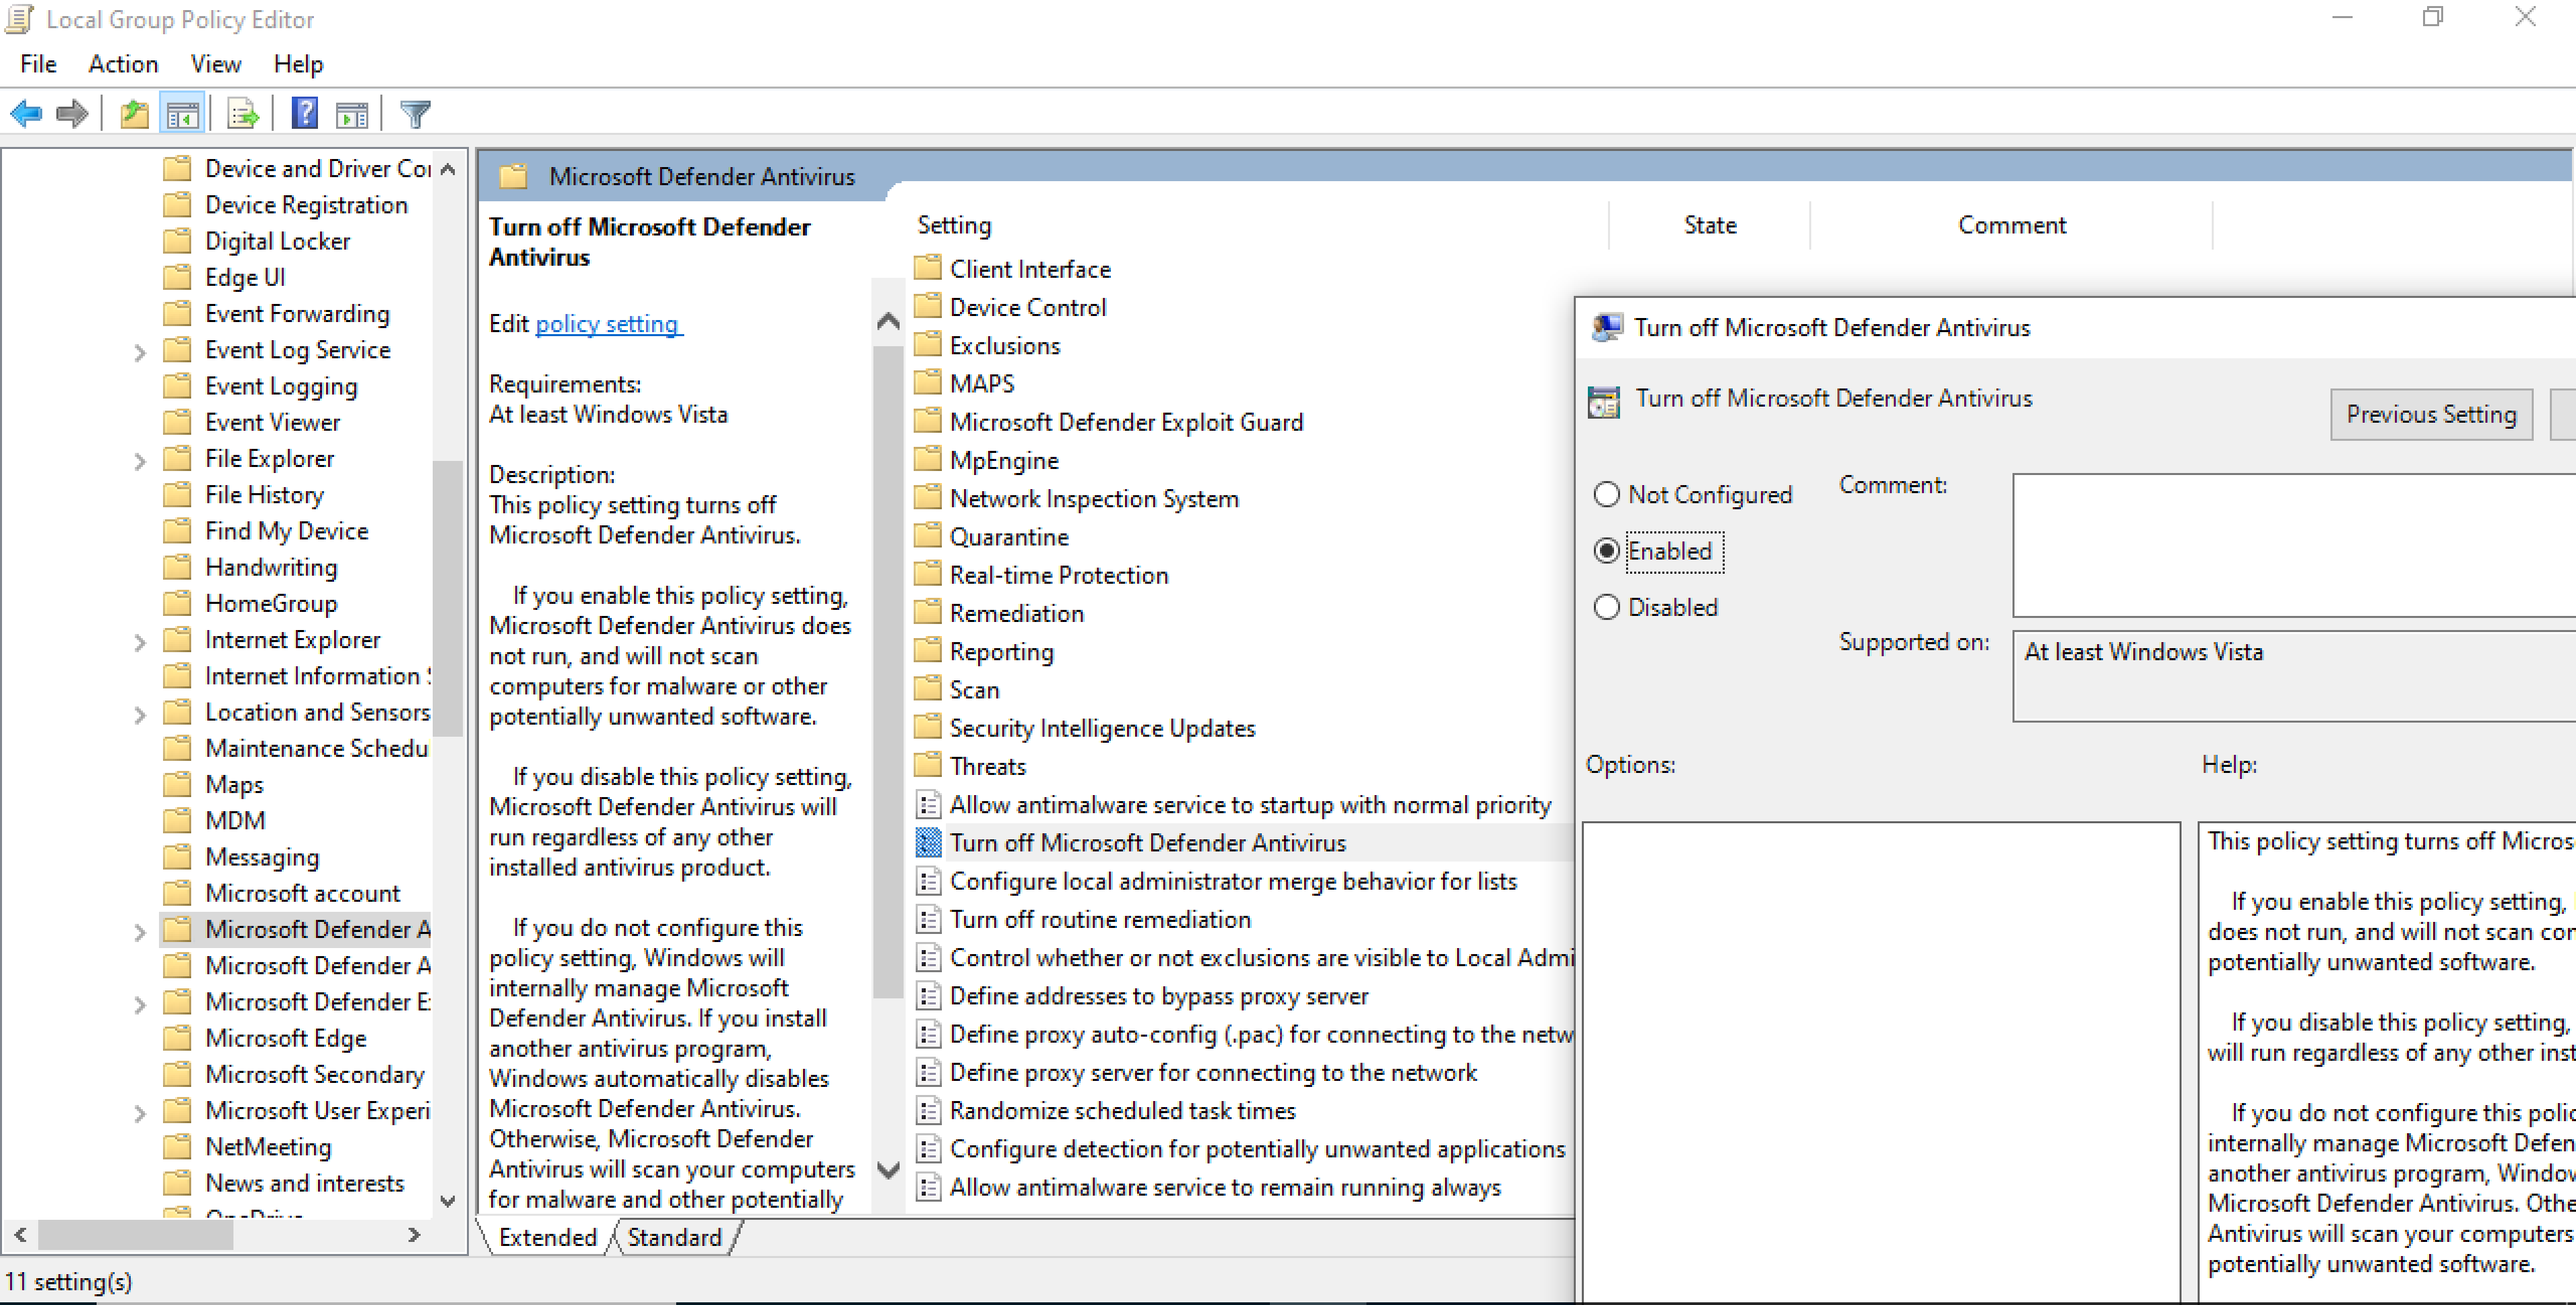 Local Group Policy Editor
File Action View Help
Device and Driver Co
Device Registration
Digital Locker
Edge UI
Event Forwarding
Event Log Service
Event Logging
Event Viewer
File Explorer
File History
Find My Device
Handwriting
HomeGroup
Internet Explorer
Internet Information
Location and Sensors
Maintenance Schedu
Maps
MDM
Messaging
Microsoft account
Microsoft Defender A
Microsoft Defender A
Microsoft Defender E
Microsoft Edge
Microsoft Secondary
Microsoft User Experi
NetMeeting
News and interests
Microsoft Defender Antivirus
Turn off Microsoft Defender
Antivirus
Edit policy setting
Requirements:
At least Windows Vista
Description:
This policy setting turns off
Microsoft Defender Antivirus.
If you enable this policy setting,
Microsoft Defender Antivirus does
not run, and will not scan
computers for malware or other
potentially unwanted software.
If you disable this policy setting,
Microsoft Defender Antivirus will
run regardless of any other
installed antivirus product.
If you do not configure this
policy setting, Windows will
internally manage Microsoft
Defender Antivirus. If you install
another antivirus program,
Windows automatically disables
Microsoft Defender Antivirus.
Otherwise, Microsoft Defender
Antivirus will scan your computers
for malware and other potentially
Setting State Comment
Client Interface
Device Control
Exclusions
MAPS
Microsoft Defender Exploit Guard
MpEngine
Network Inspection System
Quarantine
Real-time Protection
Remediation
Reporting
Scan
Security Intelligence Updates
Threats
Allow antimalware service to startup with normal priority
Turn off Microsoft Defender Antivirus
Configure local administrator merge behavior for lists
Turn off routine remediation
Control whether or not exclusions are visible to Local Admi
Define addresses to bypass proxy server
Define proxy auto-config (.pac) for connecting to the netw
Define proxy server for connecting to the network
Randomize scheduled task times
Configure detection for potentially unwanted applications
Allow antimalware service to remain running always
Extended Standard
11 setting(s)
Turn off Microsoft Defender Antivirus
Turn off Microsoft Defender Antivirus
Previous Setting
Not Configured
Enabled
Disabled
Comment:
Supported on:
At least Windows Vista
Options:
Help:
This policy setting turns off Micros
If you enable this policy setting,
does not run, and will not scan con
potentially unwanted software.
If you disable this policy setting,
will run regardless of any other inst
If you do not configure this polic
internally manage Microsoft Defen
another antivirus program, Window
Microsoft Defender Antivirus. Othe
Antivirus will scan your computers
potentially unwanted software.